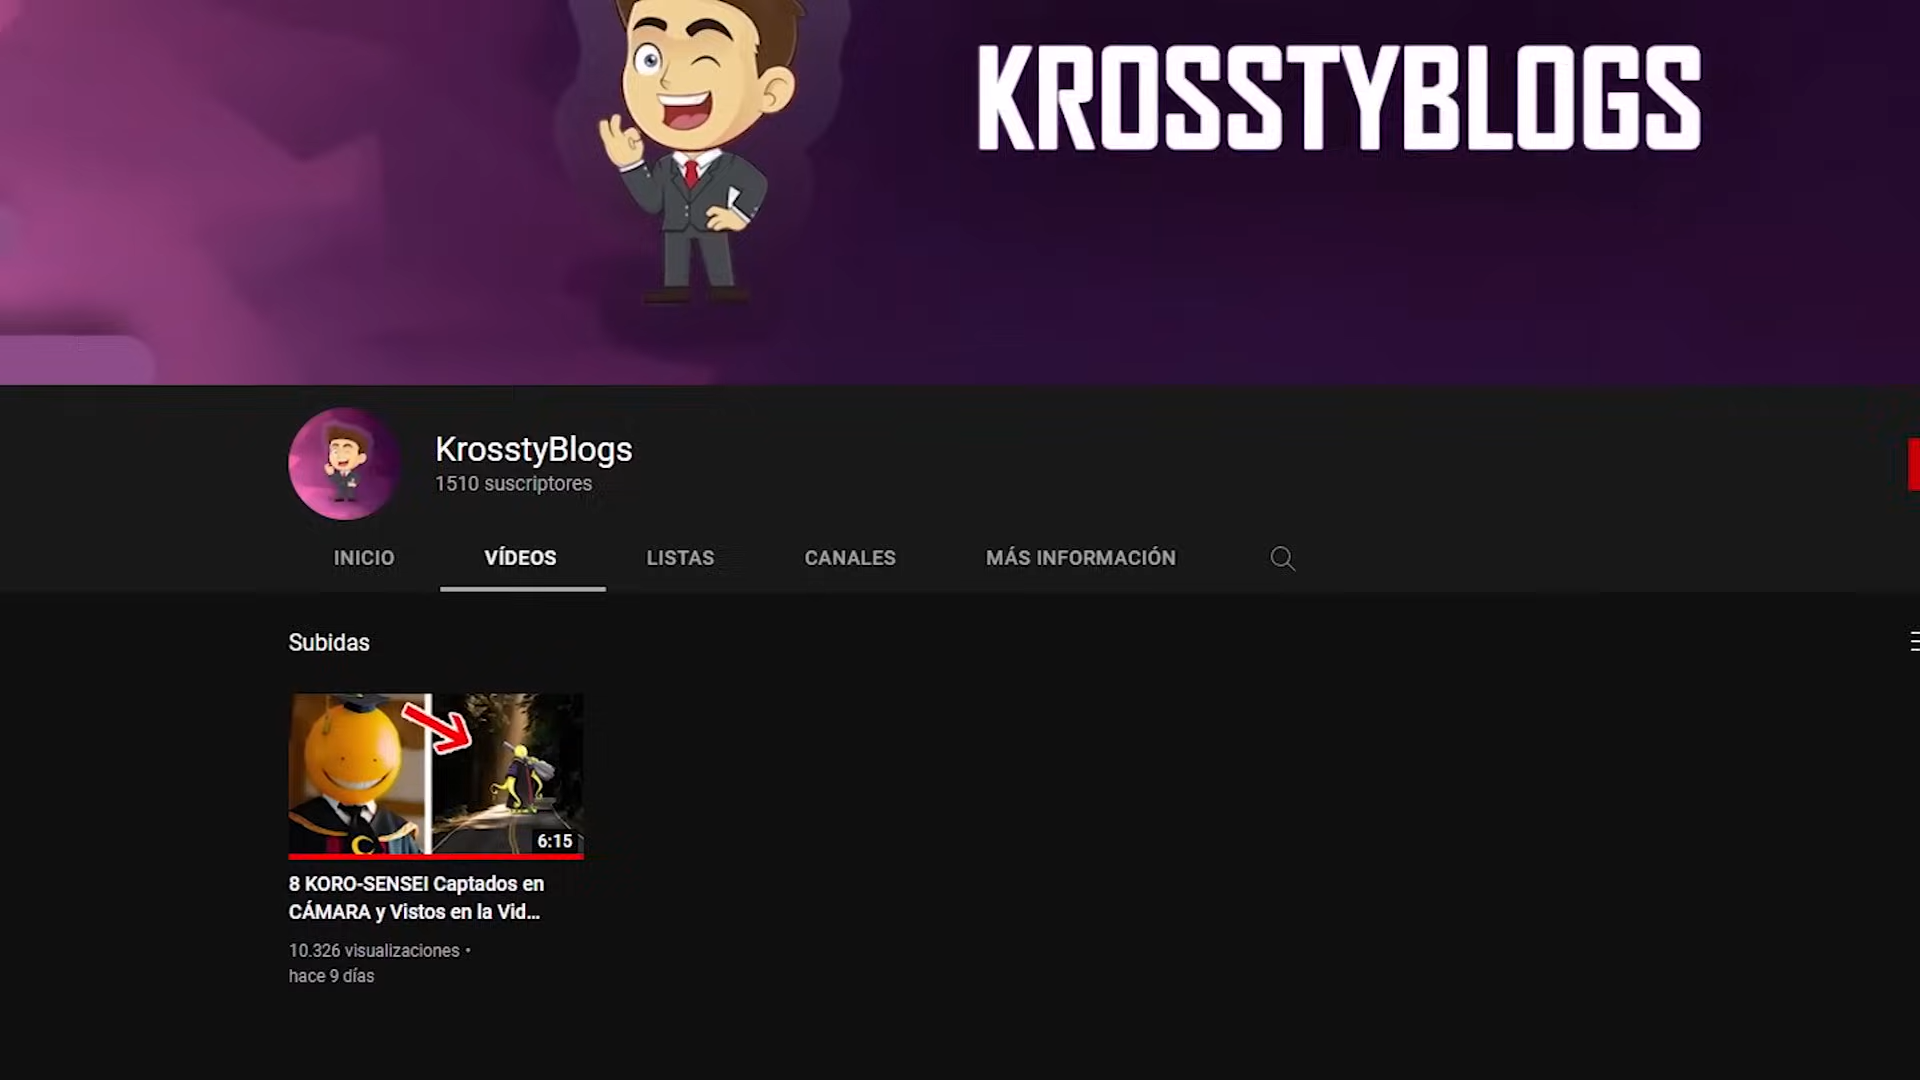 KROSSTYBLOGS
KrosstyBlogs
1510 suscriptores
INICIO VÍDEOS LISTAS CANALES MÁS INFORMACIÓN
Subidas
6:15
8 KORO-SENSEI Captados en
CÁMARA y Vistos en la Vid...
10.326 visualizaciones •
hace 9 días